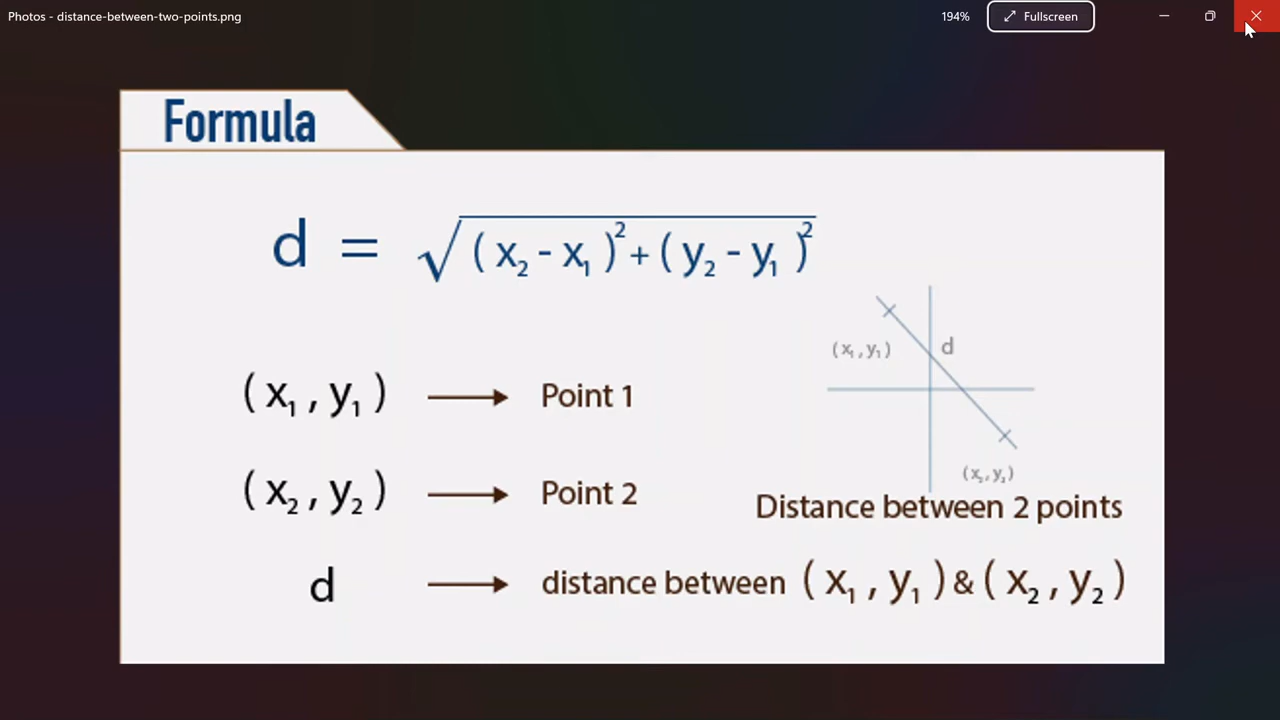 Photos - distance-between-two-points.png
194%
Fullscreen
Formula
d = √(x₂ - x₁)² + (y₂ - y₁)²
(x₁, y₁) → Point 1
(x₂, y₂) → Point 2
(x₁, y₁)
d
(x₂, y₂)
Distance between 2 points
d → distance between (x₁, y₁) & (x₂, y₂)